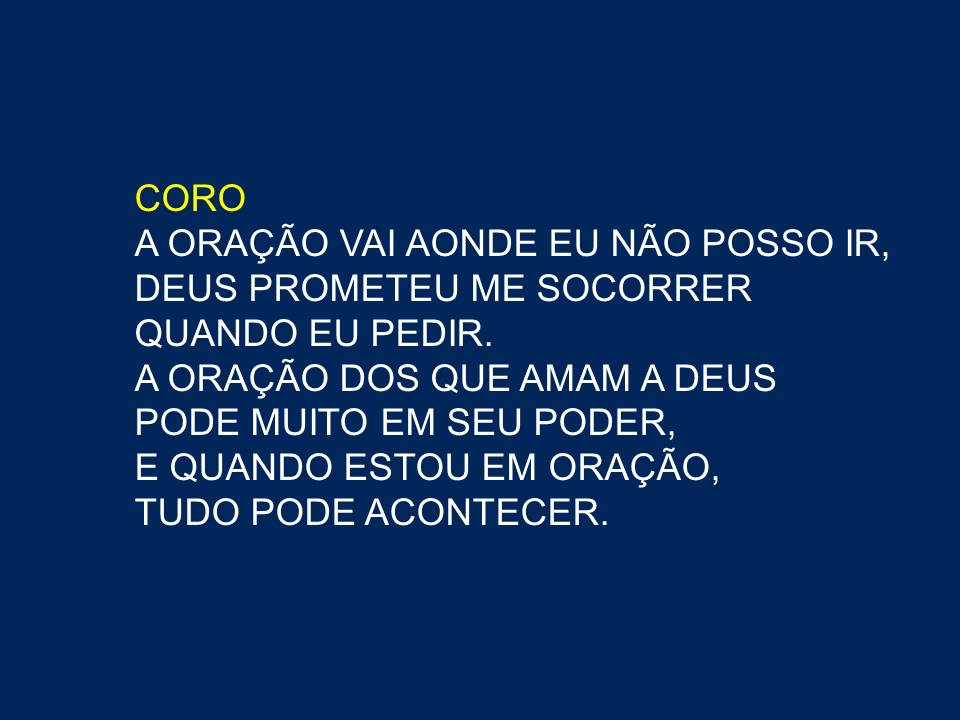 CORO
A ORAÇÃO VAI AONDE EU NÃO POSSO IR,
DEUS PROMETEU ME SOCORRER
QUANDO EU PEDIR.
A ORAÇÃO DOS QUE AMAM A DEUS
PODE MUITO EM SEU PODER,
E QUANDO ESTOU EM ORAÇÃO,
TUDO PODE ACONTECER.